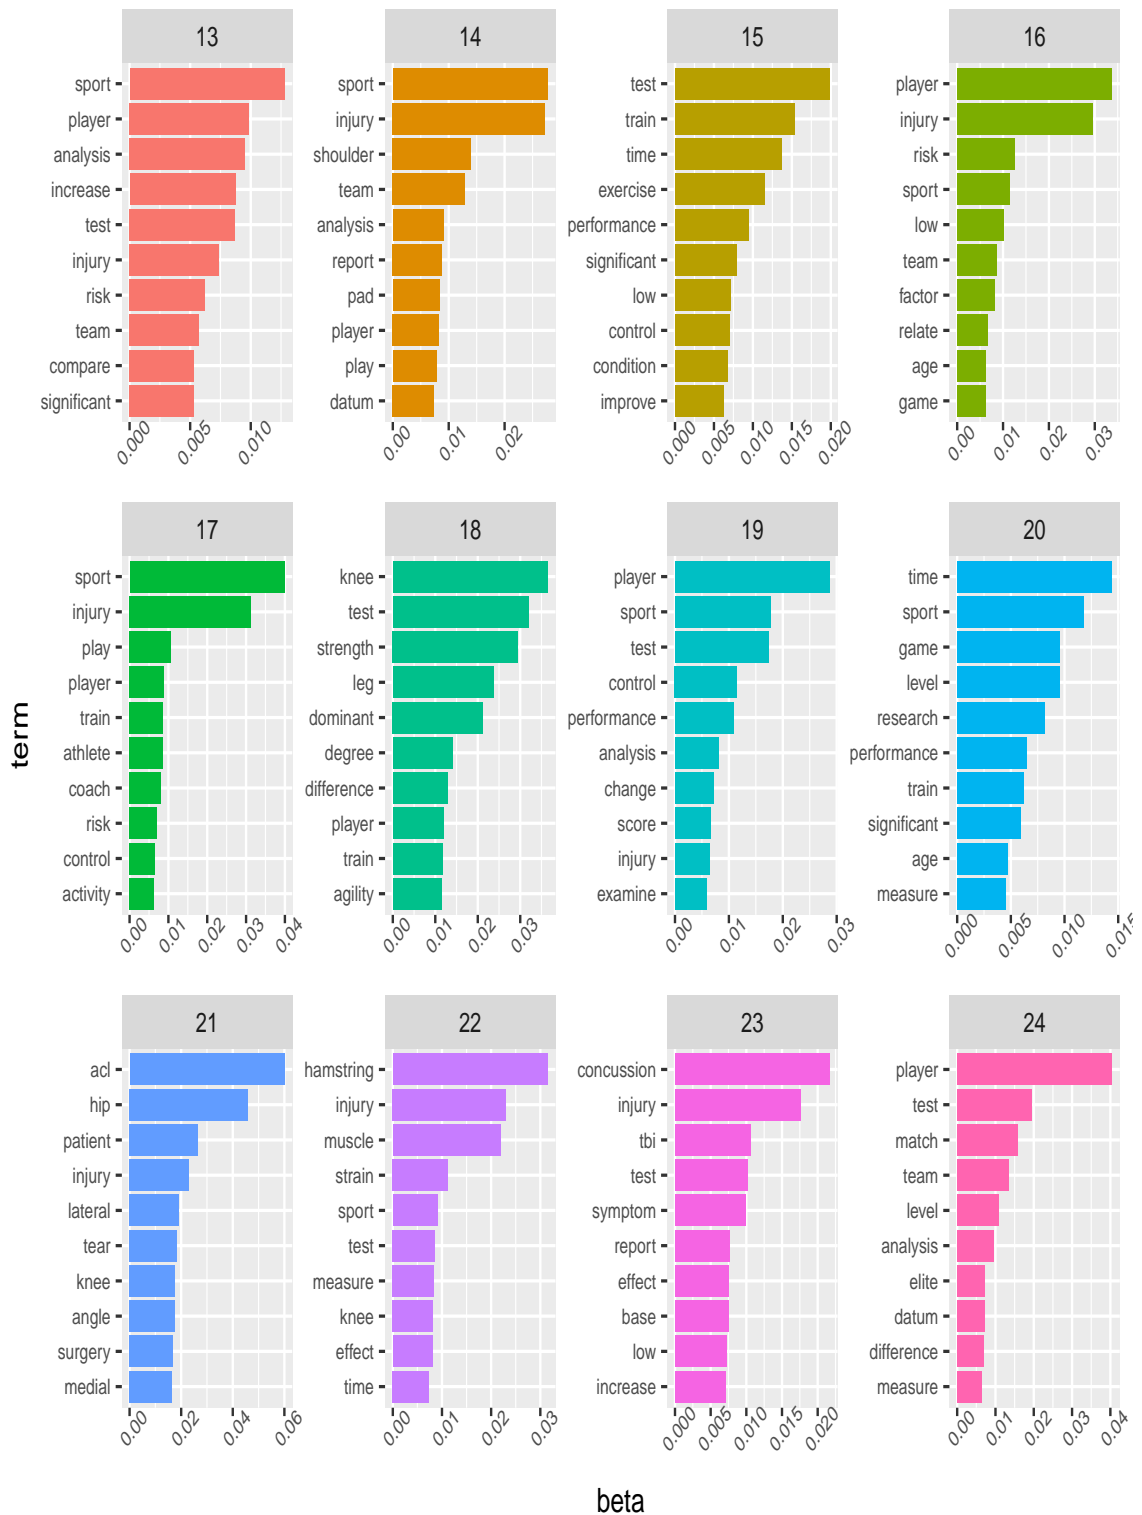 13
sport
player
analysis
increase
test
injury
risk
team
compare
significant
0.000 0.005 0.010
14
sport
injury
shoulder
team
analysis
report
pad
player
play
datum
0.00 0.01 0.02
15
test
train
time
exercise
performance
significant
low
control
condition
improve
0.000 0.005 0.010 0.015 0.020
16
player
injury
risk
sport
low
team
factor
relate
age
game
0.00 0.01 0.02 0.03
17
sport
injury
play
player
train
athlete
coach
risk
control
activity
0.00 0.01 0.02 0.03 0.04
18
knee
test
strength
leg
dominant
degree
difference
player
train
agility
0.00 0.01 0.02 0.03
19
player
sport
test
control
performance
analysis
change
score
injury
examine
0.00 0.01 0.02 0.03
20
time
sport
game
level
research
performance
train
significant
age
measure
0.000 0.005 0.010 0.015
21
acl
hip
patient
injury
lateral
tear
knee
angle
surgery
medial
0.00 0.02 0.04 0.06
22
hamstring
injury
muscle
strain
sport
test
measure
knee
effect
time
0.00 0.01 0.02 0.03
23
concussion
injury
tbi
test
symptom
report
effect
base
low
increase
0.000 0.005 0.010 0.015 0.020
24
player
test
match
team
level
analysis
elite
datum
difference
measure
0.00 0.01 0.02 0.03 0.04
term
beta